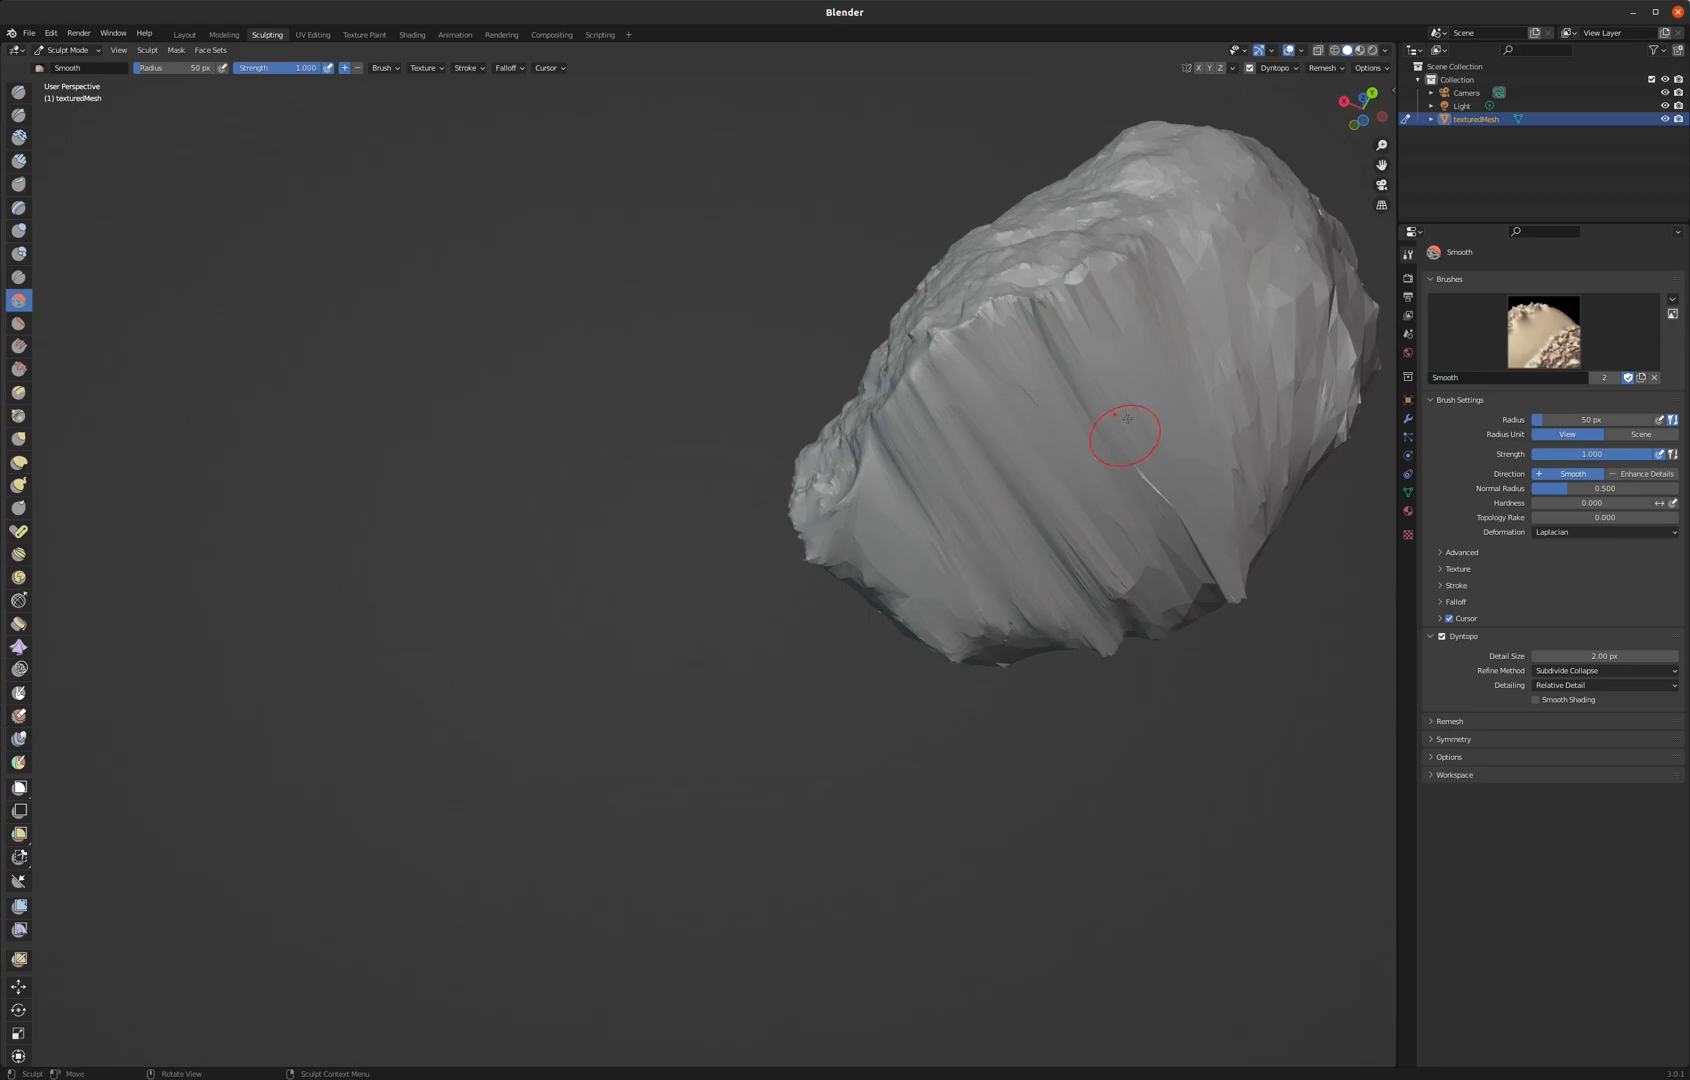 Blender
File Edit Render Window Help Layout Modeling Sculpting UV Editing Texture Paint Shading Animation Rendering Compositing Scripting + Scene View Layer
Sculpt Mode View Sculpt Mask Face Sets
Smooth Radius 50 px Strength 1.000 + − Brush Texture Stroke Falloff Cursor X Y Z Dyntopo Remesh Options
User Perspective
(1) texturedMesh
X Y Z
Scene Collection
Collection
Camera
Light
texturedMesh
Smooth
Brushes
Smooth 2
Brush Settings
Radius 50 px
Radius Unit View Scene
Strength 1.000
Direction + Smooth − Enhance Details
Normal Radius 0.500
Hardness 0.000
Topology Rake 0.000
Deformation Laplacian
Advanced
Texture
Stroke
Falloff
Cursor
Dyntopo
Detail Size 2.00 px
Refine Method Subdivide Collapse
Detailing Relative Detail
Smooth Shading
Remesh
Symmetry
Options
Workspace
Sculpt Move Rotate View Sculpt Context Menu 3.0.1